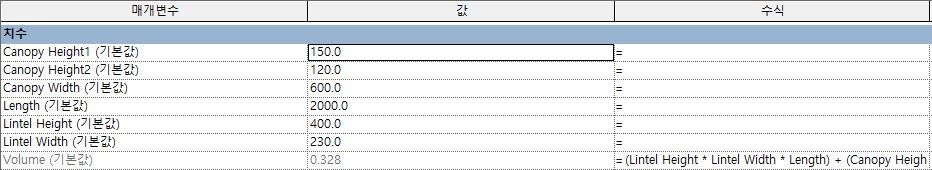 매개변수 값 수식
치수
Canopy Height1 (기본값) 150.0 =
Canopy Height2 (기본값) 120.0 =
Canopy Width (기본값) 600.0 =
Length (기본값) 2000.0 =
Lintel Height (기본값) 400.0 =
Lintel Width (기본값) 230.0 =
Volume (기본값) 0.328 = (Lintel Height * Lintel Width * Length) + (Canopy Heigh